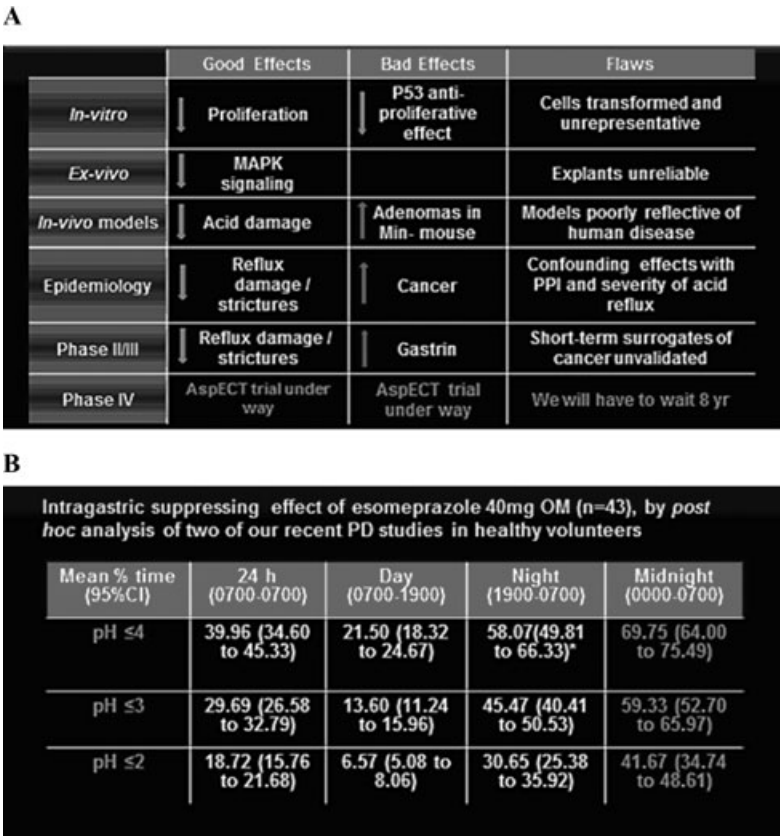 A
Good Effects Bad Effects Flaws
In-vitro
Proliferation
P53 anti-
proliferative
effect
Cells transformed and
unrepresentative
Ex-vivo
MAPK
signaling
Explants unreliable
In-vivo models
Acid damage
Adenomas in
Min- mouse
Models poorly reflective of
human disease
Epidemiology
Reflux
damage /
strictures
Cancer
Confounding effects with
PPI and severity of acid
reflux
Phase II/III
Reflux damage /
strictures
Gastrin
Short-term surrogates of
cancer unvalidated
Phase IV
AspECT trial under
way
AspECT trial
under way
We will have to wait 8 yr
B
Intragastric suppressing effect of esomeprazole 40mg OM (n=43), by post
hoc analysis of two of our recent PD studies in healthy volunteers
Mean % time
(95%CI)
24 h
(0700-0700)
Day
(0700-1900)
Night
(1900-0700)
Midnight
(0000-0700)
pH ≤4
39.96 (34.60
to 45.33)
21.50 (18.32
to 24.67)
58.07(49.81
to 66.33)*
69.75 (64.00
to 75.49)
pH ≤3
29.69 (26.58
to 32.79)
13.60 (11.24
to 15.96)
45.47 (40.41
to 50.53)
59.33 (52.70
to 65.97)
pH ≤2
18.72 (15.76
to 21.68)
6.57 (5.08 to
8.06)
30.65 (25.38
to 35.92)
41.67 (34.74
to 48.61)